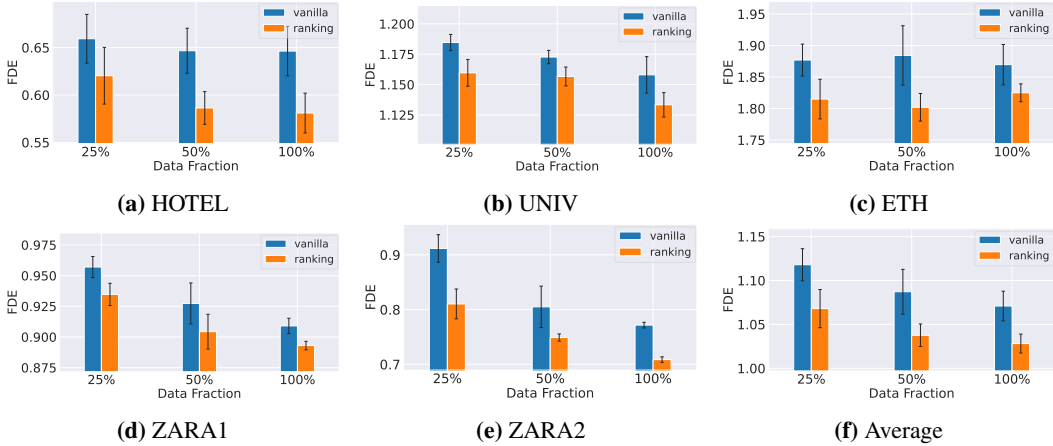 vanilla
ranking
0.65
0.60
0.55
FDE
25% 50% 100%
Data Fraction
(a) HOTEL
vanilla
ranking
1.200
1.175
1.150
1.125
FDE
25% 50% 100%
Data Fraction
(b) UNIV
vanilla
ranking
1.95
1.90
1.85
1.80
1.75
FDE
25% 50% 100%
Data Fraction
(c) ETH
vanilla
ranking
0.975
0.950
0.925
0.900
0.875
FDE
25% 50% 100%
Data Fraction
(d) ZARA1
vanilla
ranking
0.9
0.8
0.7
FDE
25% 50% 100%
Data Fraction
(e) ZARA2
vanilla
ranking
1.15
1.10
1.05
1.00
FDE
25% 50% 100%
Data Fraction
(f) Average